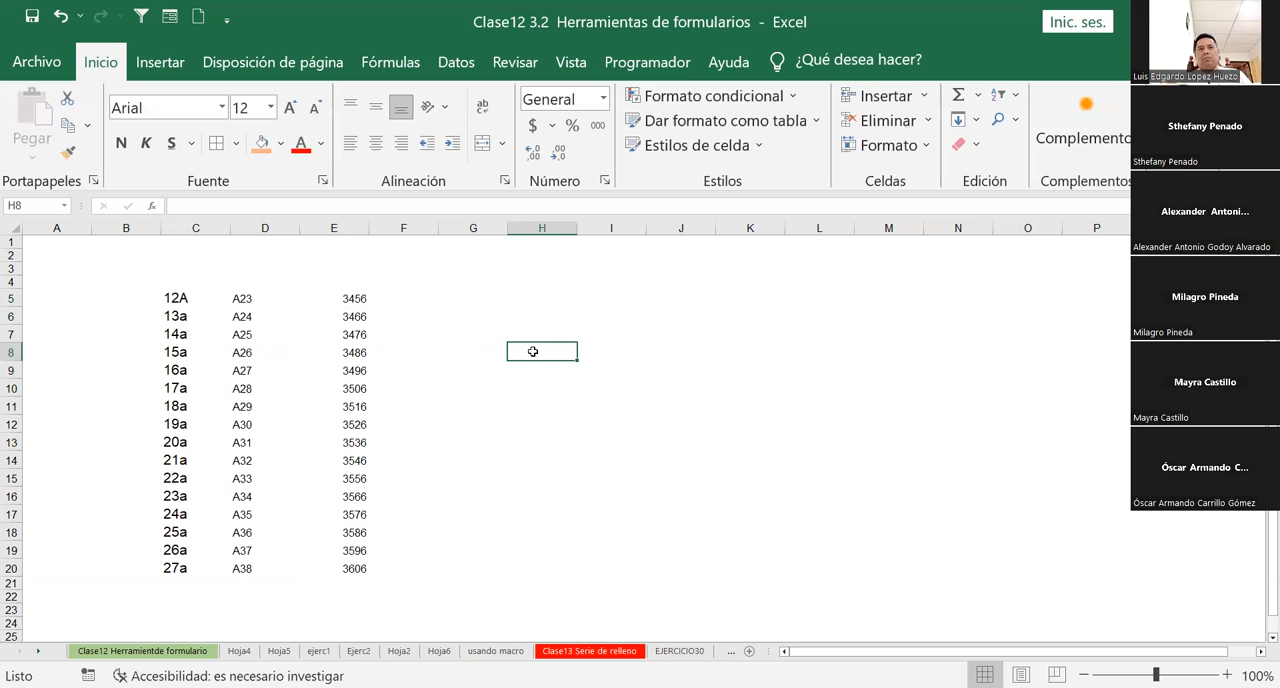 Clase12 3.2 Herramientas de formularios - Excel
Inic. ses.
Archivo Inicio Insertar Disposición de página Fórmulas Datos Revisar Vista Programador Ayuda ¿Qué desea hacer?
Pegar
Arial 12
N K S A
General
$ % 000
Formato condicional
Dar formato como tabla
Estilos de celda
Insertar
Eliminar
Formato
Complemento
Portapapeles Fuente Alineación Número Estilos Celdas Edición Complementos
H8 fx
A B C D E F G H I J K L M N O P
1
2
3
4
5 12A A23 3456
6 13a A24 3466
7 14a A25 3476
8 15a A26 3486
9 16a A27 3496
10 17a A28 3506
11 18a A29 3516
12 19a A30 3526
13 20a A31 3536
14 21a A32 3546
15 22a A33 3556
16 23a A34 3566
17 24a A35 3576
18 25a A36 3586
19 26a A37 3596
20 27a A38 3606
21
22
23
24
25
Clase12 Herramientde formulario Hoja4 Hoja5 ejerc1 Ejerc2 Hoja2 Hoja6 usando macro Clase13 Serie de relleno EJERCICIO30 ...
Listo Accesibilidad: es necesario investigar 100%
Luis Edgardo Lopez Huezo
Sthefany Penado
Sthefany Penado
Alexander Antoni...
Alexander Antonio Godoy Alvarado
Milagro Pineda
Milagro Pineda
Mayra Castillo
Mayra Castillo
Óscar Armando C...
Óscar Armando Carrillo Gómez